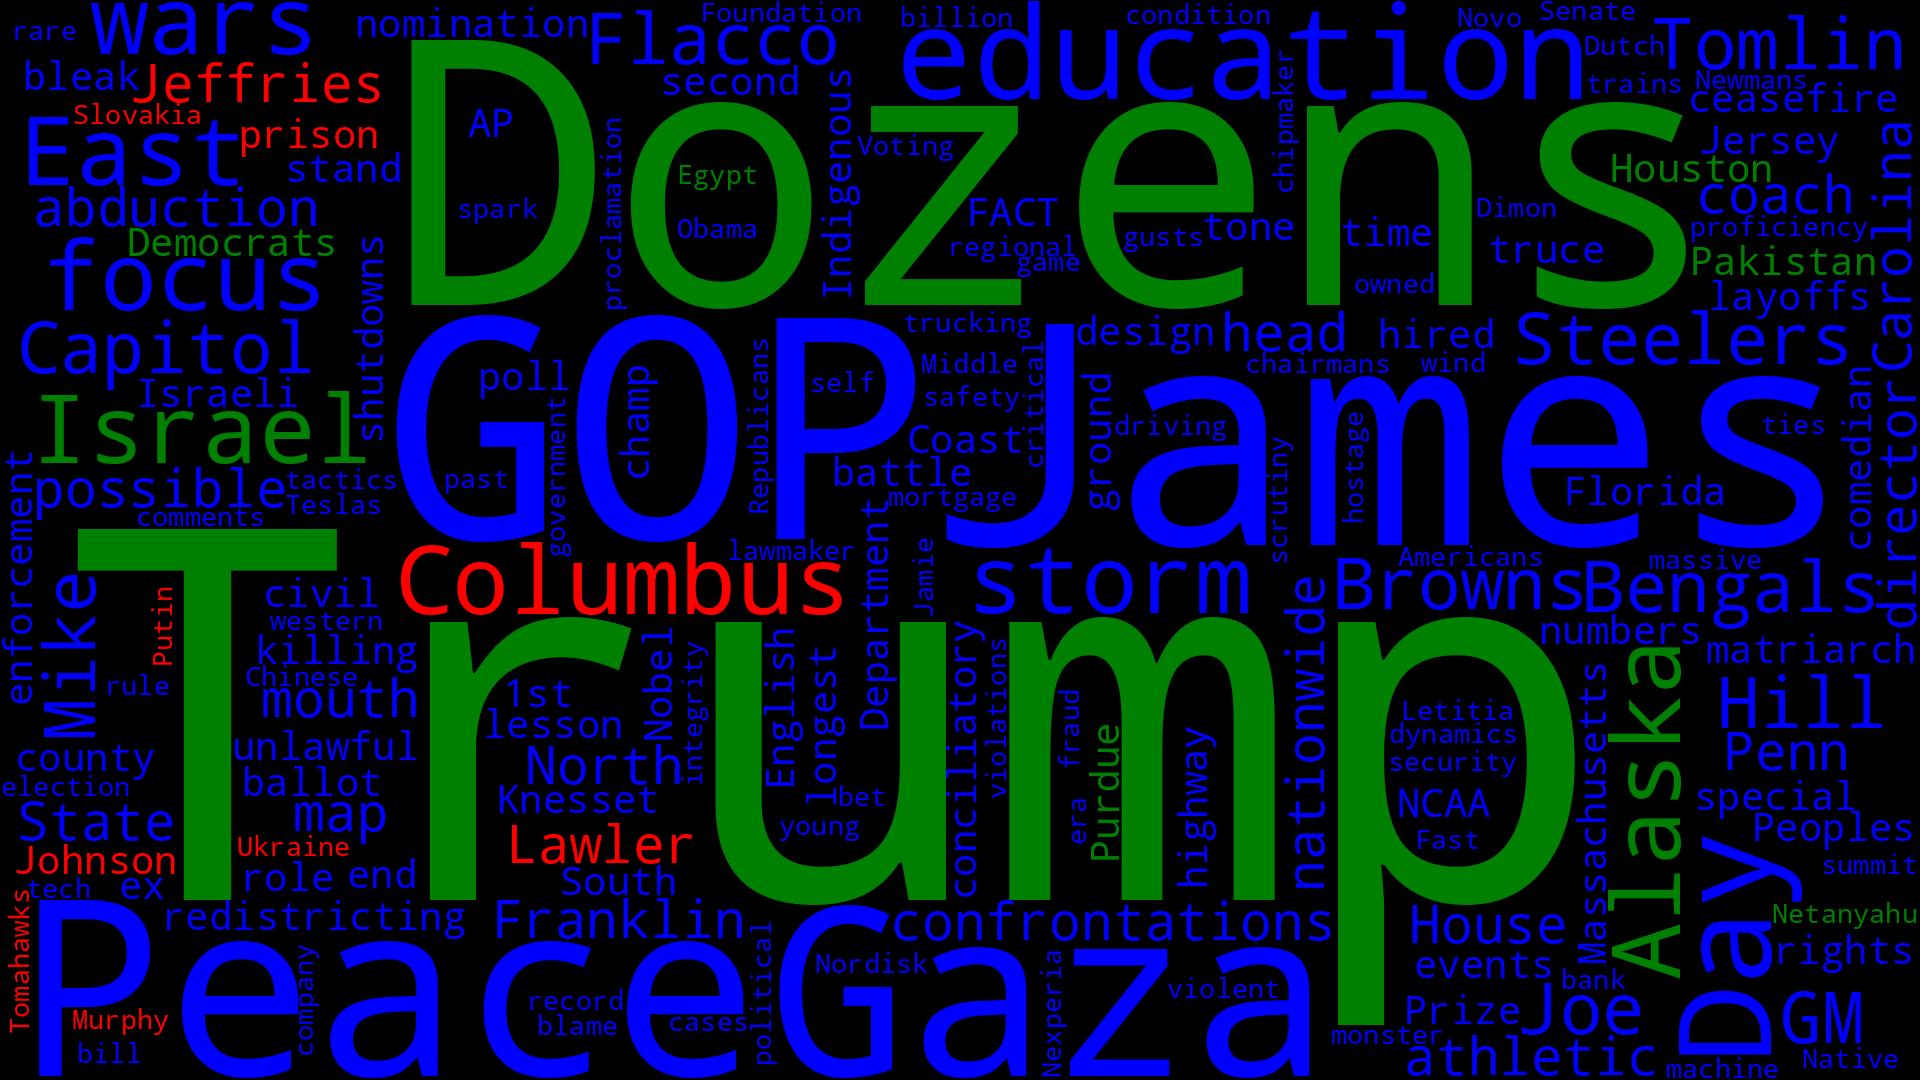 rare
wars
nomination
Flacco
Foundation
billion
education
condition
Novo
Senate
Dutch
Tomlin
bleak
Jeffries
second
trains
Newmans
ceasefire
Slovakia
prison
East
stand
AP
Dozens
Indigenous
Voting
chipmaker
Jersey
Houston
Carolina
abduction
spark
proclamation
Egypt
Obama
FACT
regional
game
gusts
tone
time
Dimon
truce
coach
proficiency
Democrats
focus
shutdowns
owned
Pakistan
layoffs
Capitol
Israeli
Israel
GOP
poll
champ
government
Republicans
self
trucking
Middle
safety
critical
design
head
hired
chairmans
wind
Steelers
James
Coast
ground
driving
ties
comedian
director
possible
tactics
Teslas
comments
past
battle
mortgage
scrutiny
hostage
Florida
enforcement
Trump
Columbus
lawmaker
Department
Jamie
storm
Americans
massive
Browns
Bengals
Mike
Putin
civil
western
killing
Chinese
mouth
rule
1st
lesson
Nobel
integrity
English
longest
conciliatory
violations
nationwide
numbers
matriarch
unlawful
county
election
ballot
map
North
Knesset
bet
young
fraud
era
Purdue
highway
Letitia
dynamics
security
NCAA
Fast
Massachusetts
Alaska
Hill
Penn
special
Peoples
State
Johnson
Ukraine
Lawler
South
role
end
tech
ex
summit
Day
Tomahawks
redistricting
Franklin
confrontations
House
events
Netanyahu
rights
Peace
company
record
blame
cases
political
Gaza
Nordisk
Nexperia
violent
bank
Prize
Joe
GM
Murphy
bill
monster
athletic
machine
Native